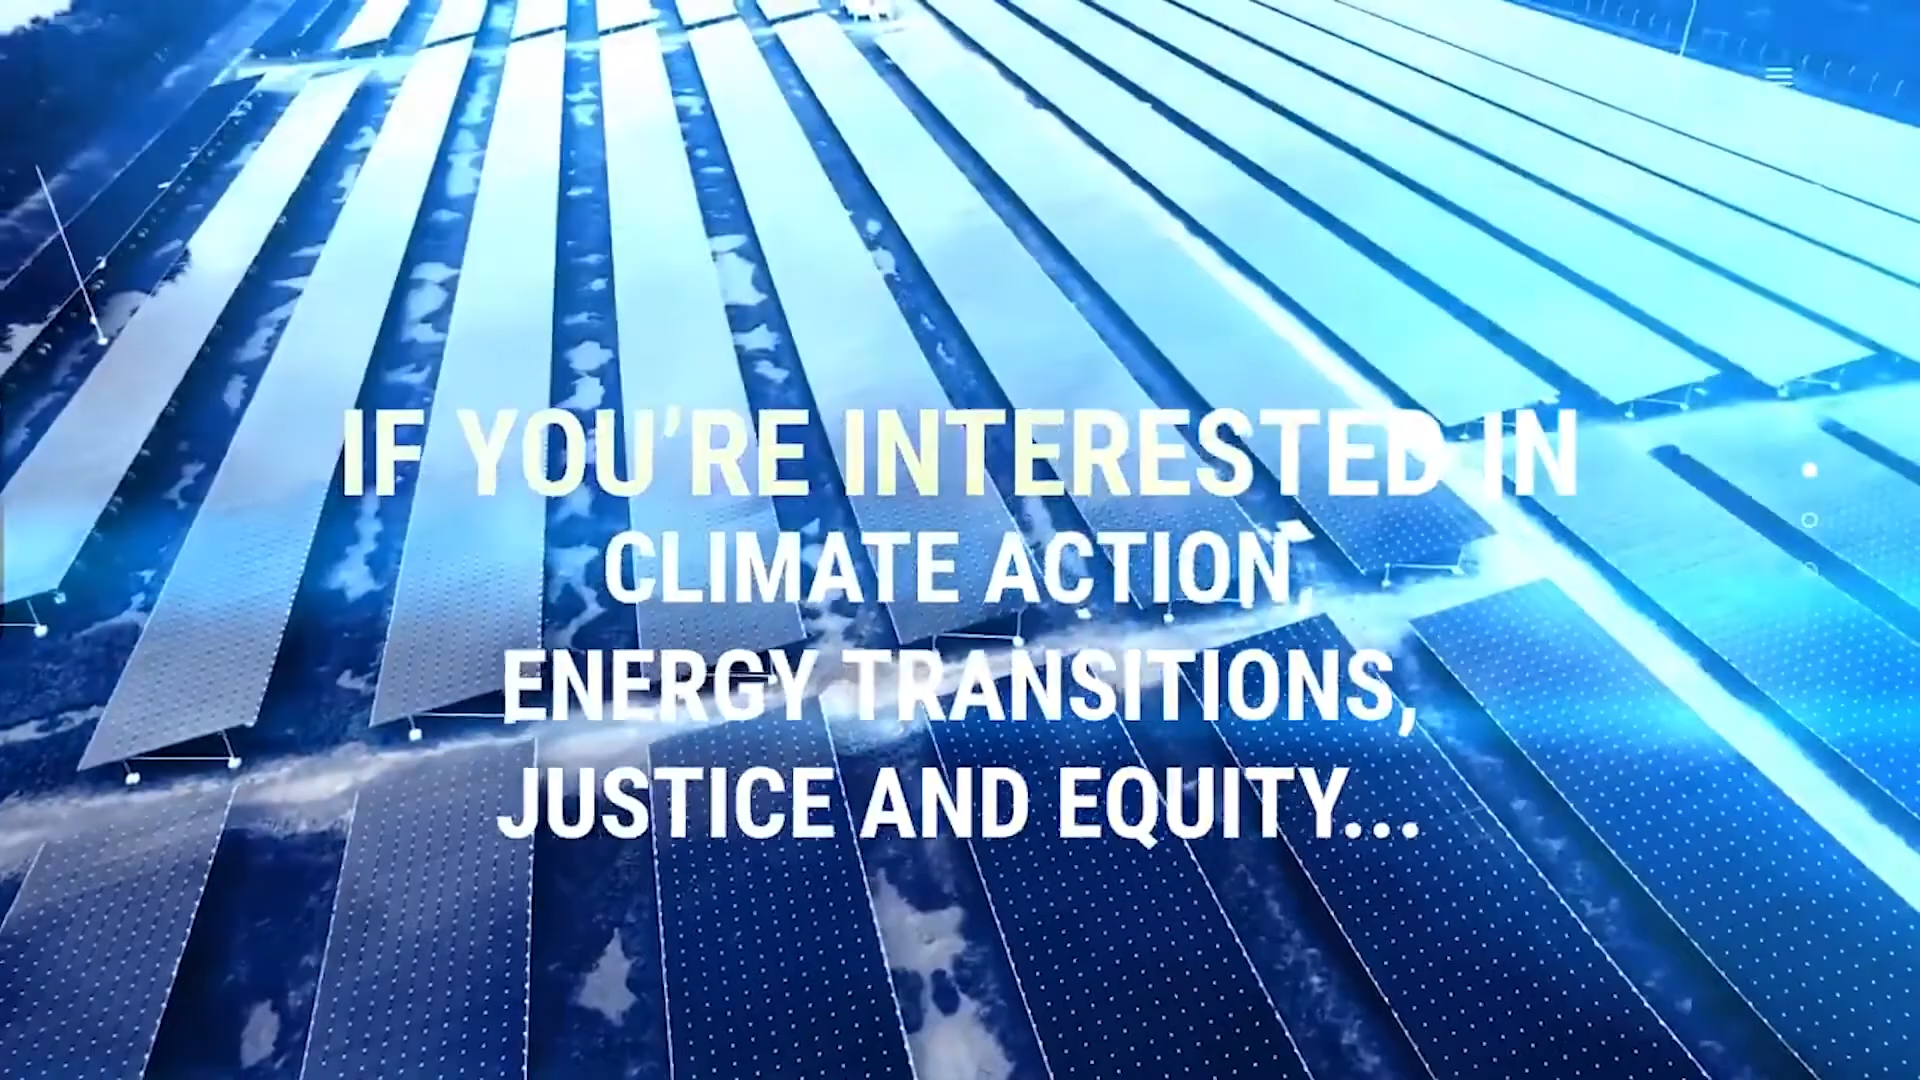 IF YOU’RE INTERESTED IN
CLIMATE ACTION,
ENERGY TRANSITIONS,
JUSTICE AND EQUITY...